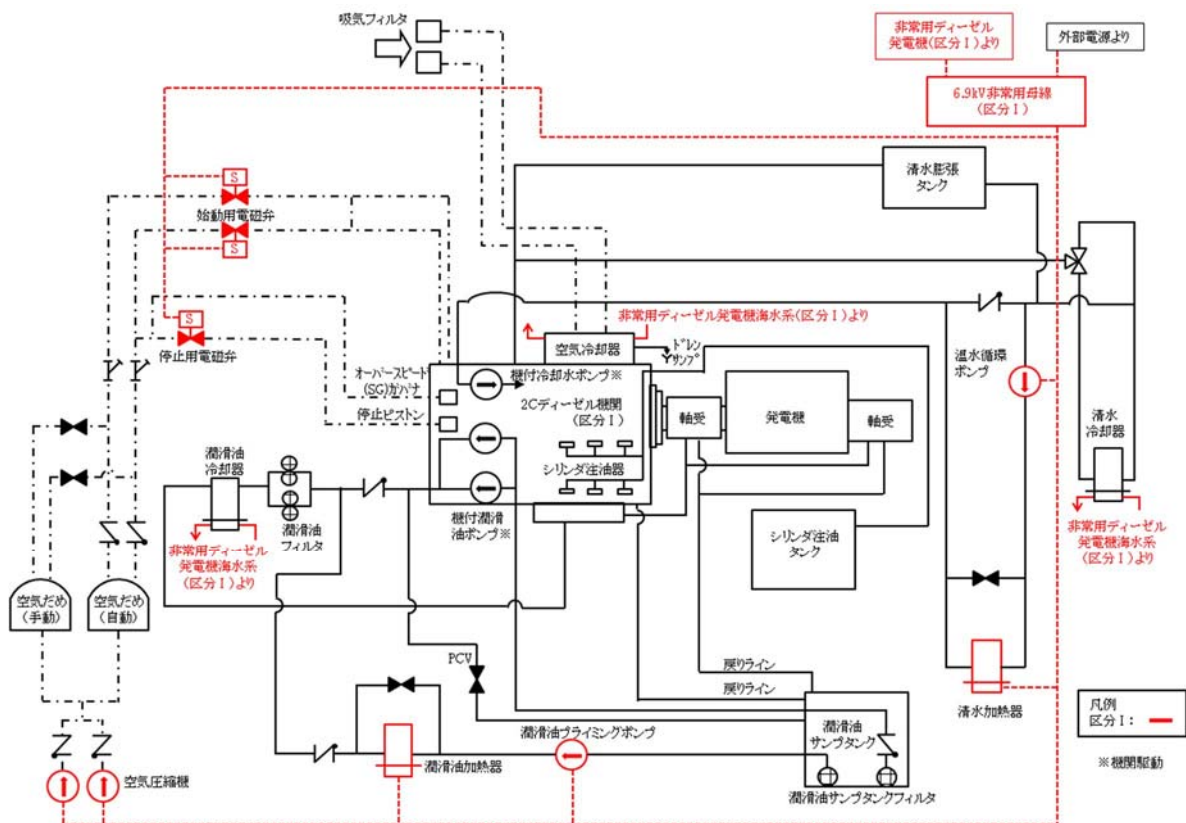 吸気フィルタ
非常用ディーゼル
発電機(区分Ⅰ)より
外部電源より
6.9kV非常用母線
(区分Ⅰ)
清水膨張
タンク
S
始動用電磁弁
S
S
停止用電磁弁
非常用ディーゼル発電機海水系(区分Ⅰ)より
空気冷却器
ドレン
サンプ
オーバースピード
(SG)ガバナ
機付冷却水ポンプ※
停止ピストン
2Cディーゼル機関
(区分Ⅰ)
軸受
発電機
軸受
温水循環
ポンプ
清水
冷却器
潤滑油
冷却器
シリンダ注油器
潤滑油
フィルタ
機付潤滑
油ポンプ※
シリンダ注油
タンク
非常用ディーゼル
発電機海水系
(区分Ⅰ)より
非常用ディーゼル
発電機海水系
(区分Ⅰ)より
空気だめ
(手動)
空気だめ
(自動)
PCV
戻りライン
戻りライン
清水加熱器
凡例
区分Ⅰ:
潤滑油
サンプタンク
潤滑油プライミングポンプ
※機関駆動
空気圧縮機
潤滑油加熱器
潤滑油サンプタンクフィルタ